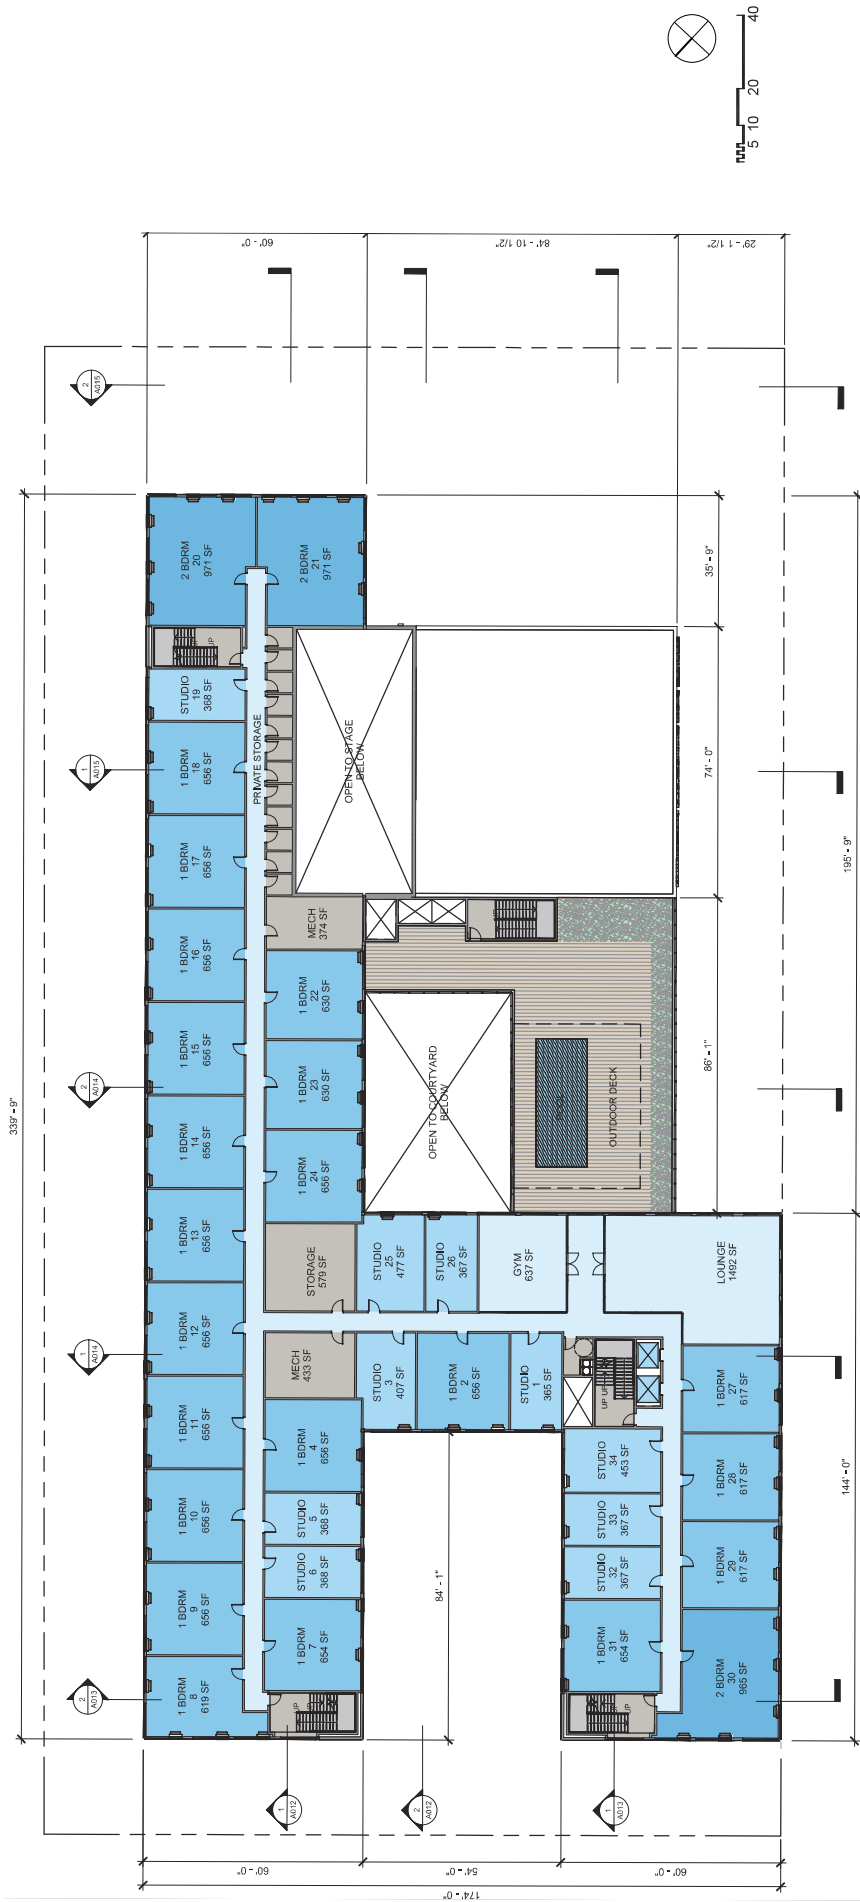 40
20
10
5
60' - 0"
84' - 10 1/2"
29' - 1 1/2"
2
A015
339' - 9"
2 BDRM
20
971 SF
2 BDRM
21
971 SF
35' - 9"
UP
STUDIO
19
368 SF
1
A015
1 BDRM
18
656 SF
PRIVATE STORAGE
OPEN TO STAGE
BELOW
74' - 0"
195' - 9"
1 BDRM
17
656 SF
1 BDRM
16
656 SF
MECH
374 SF
1 BDRM
22
630 SF
1 BDRM
15
656 SF
2
A014
1 BDRM
23
630 SF
OPEN TO COURTYARD
BELOW
POOL
OUTDOOR DECK
86' - 1"
1 BDRM
14
656 SF
1 BDRM
24
656 SF
1 BDRM
13
656 SF
STORAGE
579 SF
STUDIO
25
477 SF
STUDIO
26
367 SF
GYM
637 SF
LOUNGE
1492 SF
1
A014
1 BDRM
12
656 SF
MECH
433 SF
STUDIO
3
407 SF
1 BDRM
2
656 SF
STUDIO
1
365 SF
UP UP
1 BDRM
27
617 SF
1 BDRM
11
656 SF
1 BDRM
4
656 SF
STUDIO
34
453 SF
1 BDRM
28
617 SF
144' - 0"
1 BDRM
10
656 SF
STUDIO
5
368 SF
STUDIO
33
367 SF
1 BDRM
29
617 SF
1 BDRM
9
656 SF
STUDIO
6
368 SF
84' - 1"
STUDIO
32
367 SF
1 BDRM
7
654 SF
1 BDRM
31
654 SF
2 BDRM
30
965 SF
2
A013
1 BDRM
8
619 SF
UP
UP
1
A012
2
A012
1
A013
60' - 0"
54' - 0"
60' - 0"
174' - 0"